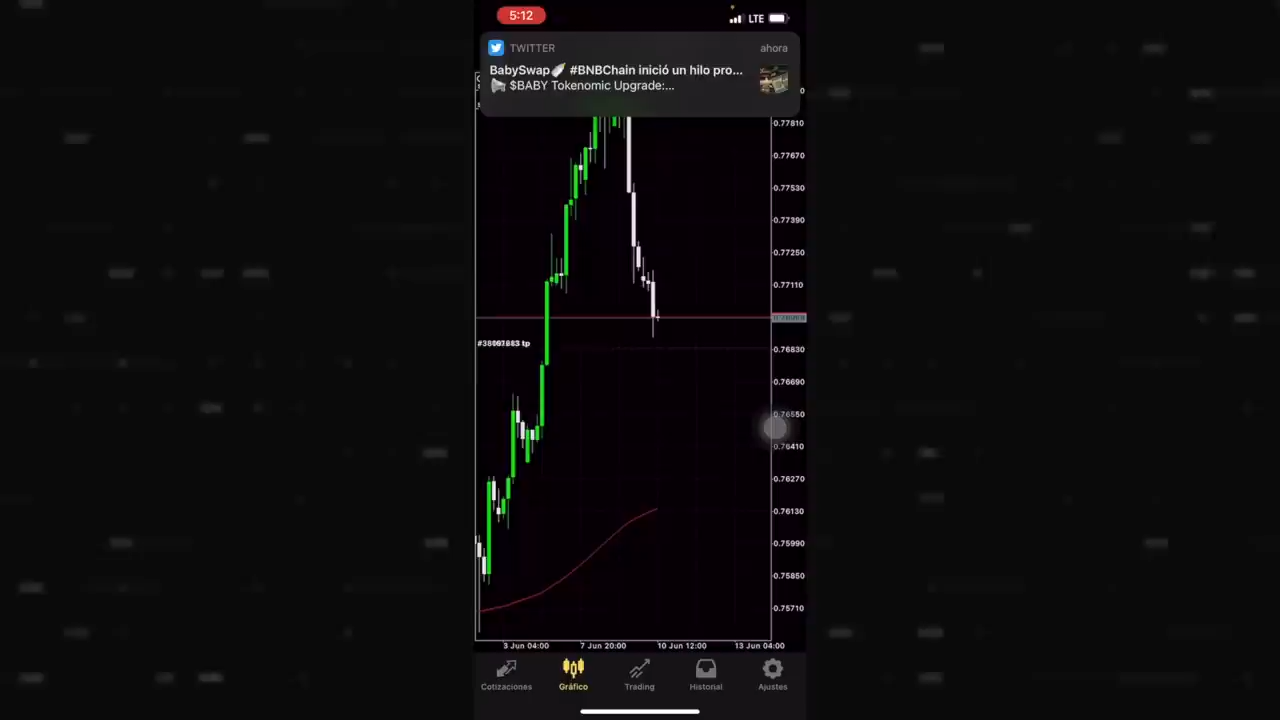 5:12
LTE
TWITTER
ahora
BabySwap🍼 #BNBChain inició un hilo pro...
📢 $BABY Tokenomic Upgrade:...
0.77810
0.77670
0.77530
0.77390
0.77250
0.77110
0.76830
0.76690
0.76550
0.76410
0.76270
0.76130
0.75990
0.75850
0.75710
tp
3 Jun 04:00
7 Jun 20:00
10 Jun 12:00
13 Jun 04:00
Cotizaciones
Gráfico
Trading
Historial
Ajustes